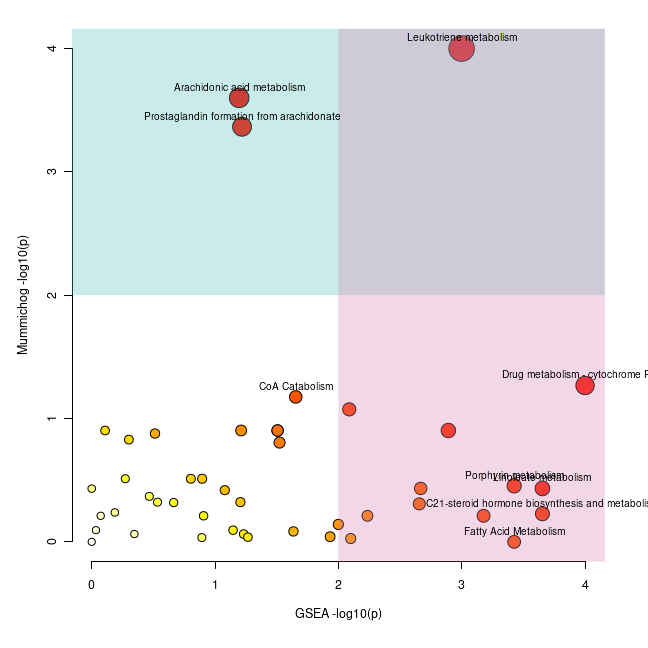 Leukotriene metabolism
Arachidonic acid metabolism
Prostaglandin formation from arachidonate
Drug metabolism - cytochrome P
CoA Catabolism
Porphyrin metabolism
Linoleate metabolism
C21-steroid hormone biosynthesis and metabolis
Fatty Acid Metabolism
Mummichog -log10(p)
4
3
2
1
0
0 1 2 3 4
GSEA -log10(p)